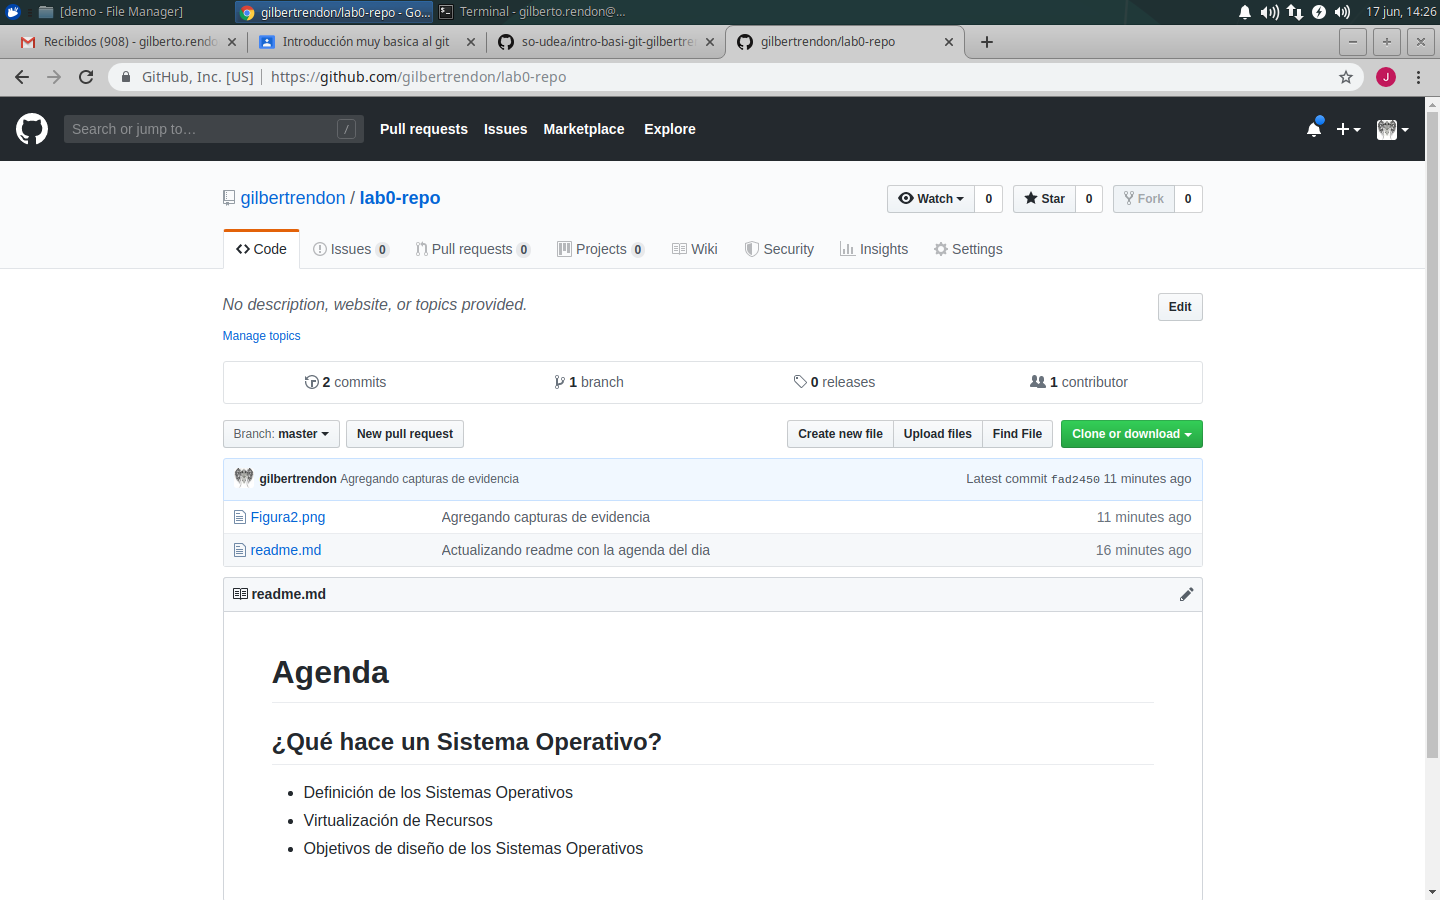 [demo - File Manager]
gilbertrendon/lab0-repo - Go...
Terminal - gilberto.rendon@...
17 jun, 14:26
Recibidos (908) - gilberto.rendo
Introducción muy basica al git
so-udea/intro-basi-git-gilbertre
gilbertrendon/lab0-repo
GitHub, Inc. [US]
https://github.com/gilbertrendon/lab0-repo
J
Search or jump to…
/
Pull requests
Issues
Marketplace
Explore
gilbertrendon / lab0-repo
Watch 0
Star 0
Fork 0
Code
Issues 0
Pull requests 0
Projects 0
Wiki
Security
Insights
Settings
No description, website, or topics provided.
Edit
Manage topics
2 commits
1 branch
0 releases
1 contributor
Branch: master
New pull request
Create new file
Upload files
Find File
Clone or download
gilbertrendon Agregando capturas de evidencia
Latest commit fad2450 11 minutes ago
Figura2.png
Agregando capturas de evidencia
11 minutes ago
readme.md
Actualizando readme con la agenda del dia
16 minutes ago
readme.md
Agenda
¿Qué hace un Sistema Operativo?
Definición de los Sistemas Operativos
Virtualización de Recursos
Objetivos de diseño de los Sistemas Operativos